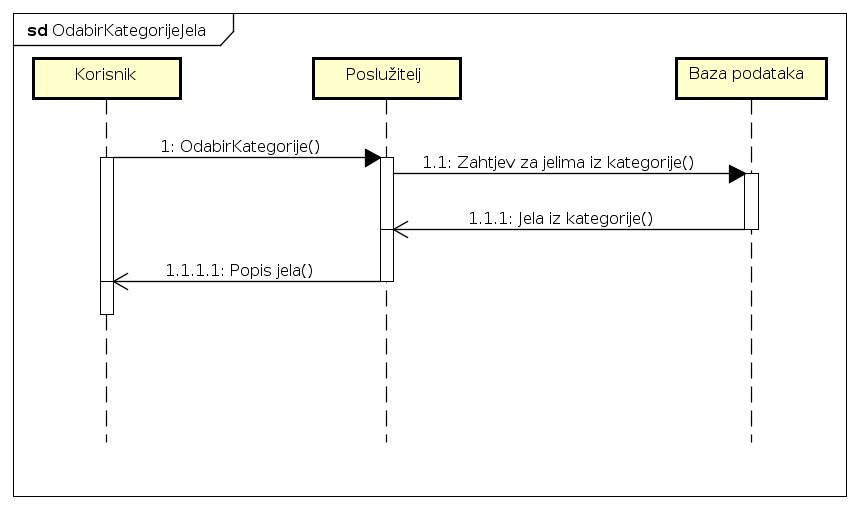 sd OdabirKategorijeJela
Korisnik
Poslužitelj
Baza podataka
1: OdabirKategorije()
1.1: Zahtjev za jelima iz kategorije()
1.1.1: Jela iz kategorije()
1.1.1.1: Popis jela()